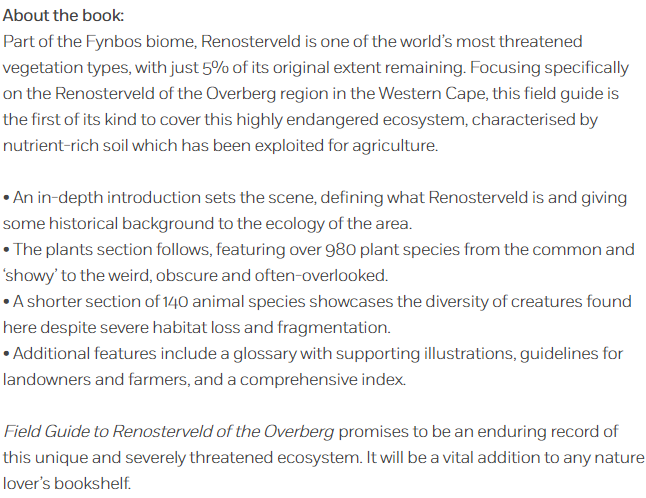 About the book:
Part of the Fynbos biome, Renosterveld is one of the world's most threatened
vegetation types, with just 5% of its original extent remaining. Focusing specifically
on the Renosterveld of the Overberg region in the Western Cape, this field guide is
the first of its kind to cover this highly endangered ecosystem, characterised by
nutrient-rich soil which has been exploited for agriculture.
• An in-depth introduction sets the scene, defining what Renosterveld is and giving
some historical background to the ecology of the area.
• The plants section follows, featuring over 980 plant species from the common and
'showy' to the weird, obscure and often-overlooked.
• A shorter section of 140 animal species showcases the diversity of creatures found
here despite severe habitat loss and fragmentation.
• Additional features include a glossary with supporting illustrations, guidelines for
landowners and farmers, and a comprehensive index.
Field Guide to Renosterveld of the Overberg promises to be an enduring record of
this unique and severely threatened ecosystem. It will be a vital addition to any nature
lover's bookshelf.